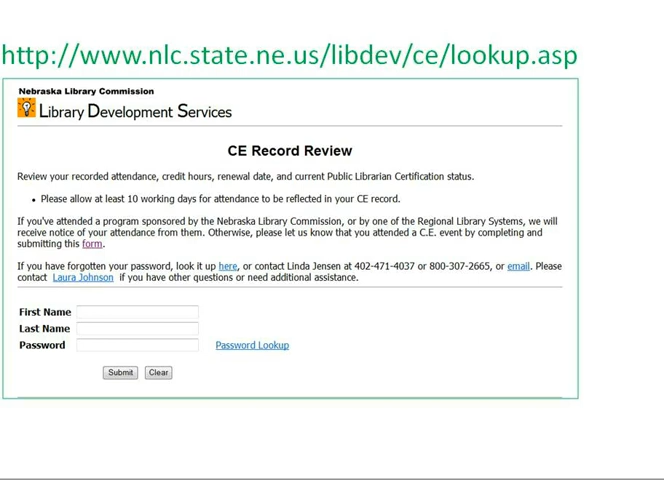 http://www.nlc.state.ne.us/libdev/ce/lookup.asp
Nebraska Library Commission
Library Development Services
CE Record Review
Review your recorded attendance, credit hours, renewal date, and current Public Librarian Certification status.
• Please allow at least 10 working days for attendance to be reflected in your CE record.
If you've attended a program sponsored by the Nebraska Library Commission, or by one of the Regional Library Systems, we will
receive notice of your attendance from them. Otherwise, please let us know that you attended a C.E. event by completing and
submitting this form.
If you have forgotten your password, look it up here, or contact Linda Jensen at 402-471-4037 or 800-307-2665, or email. Please
contact Laura Johnson if you have other questions or need additional assistance.
First Name
Last Name
Password Password Lookup
Submit Clear